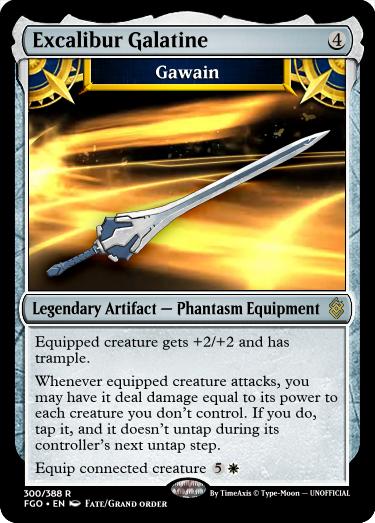 Excalibur Galatine 4
Gawain
Legendary Artifact — Phantasm Equipment
Equipped creature gets +2/+2 and has
trample.
Whenever equipped creature attacks, you
may have it deal damage equal to its power to
each creature you don't control. If you do,
tap it, and it doesn't untap during its
controller's next untap step.
Equip connected creature 5
300/388 R
FGO • EN Fate/Grand order
By TimeAxis © Type-Moon — UNOFFICIAL